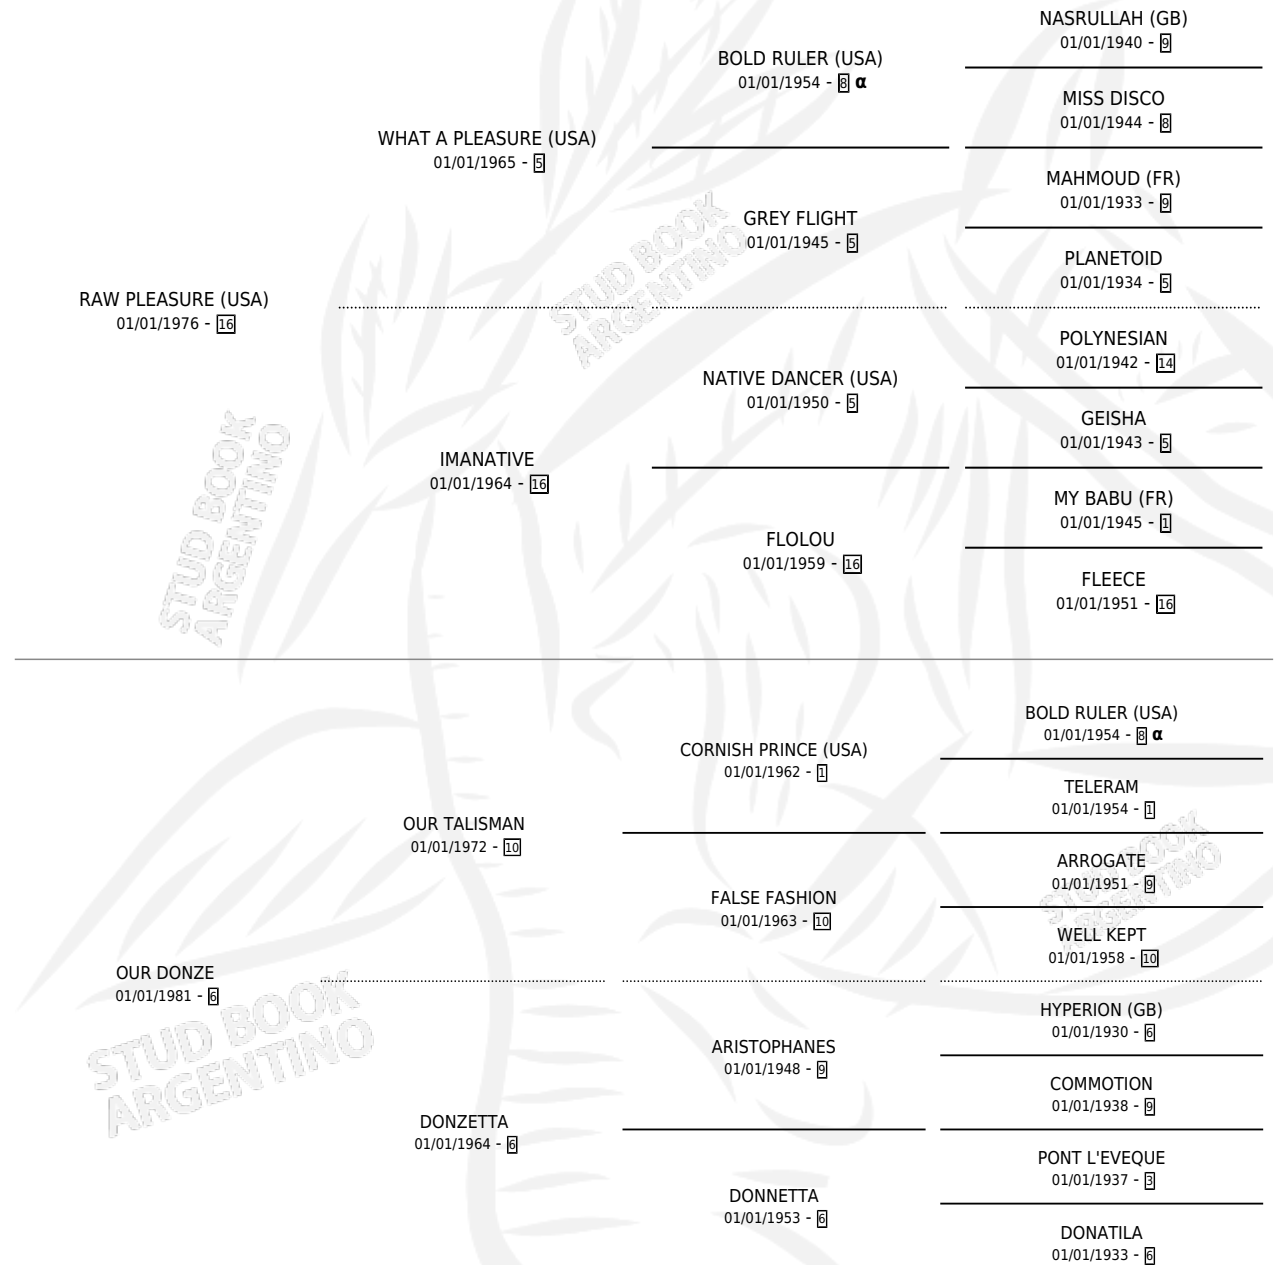 NASRULLAH (GB)
01/01/1940 - 9
BOLD RULER (USA)
01/01/1954 - 8 α
MISS DISCO
01/01/1944 - 8
WHAT A PLEASURE (USA)
01/01/1965 - 5
MAHMOUD (FR)
01/01/1933 - 9
GREY FLIGHT
01/01/1945 - 5
PLANETOID
01/01/1934 - 5
RAW PLEASURE (USA)
01/01/1976 - 16
POLYNESIAN
01/01/1942 - 14
NATIVE DANCER (USA)
01/01/1950 - 5
GEISHA
01/01/1943 - 5
IMANATIVE
01/01/1964 - 16
MY BABU (FR)
01/01/1945 - 1
FLOLOU
01/01/1959 - 16
FLEECE
01/01/1951 - 16
BOLD RULER (USA)
01/01/1954 - 8 α
CORNISH PRINCE (USA)
01/01/1962 - 1
TELERAM
01/01/1954 - 1
OUR TALISMAN
01/01/1972 - 10
ARROGATE
01/01/1951 - 9
FALSE FASHION
01/01/1963 - 10
WELL KEPT
01/01/1958 - 10
OUR DONZE
01/01/1981 - 6
HYPERION (GB)
01/01/1930 - 6
ARISTOPHANES
01/01/1948 - 9
COMMOTION
01/01/1938 - 9
DONZETTA
01/01/1964 - 6
PONT L'EVEQUE
01/01/1937 - 3
DONNETTA
01/01/1953 - 6
DONATILA
01/01/1933 - 6
STUD BOOK
ARGENTINO
STUD BOOK
ARGENTINO
STUD BOOK
ARGENTINO
STUD BOOK
ARGENTINO